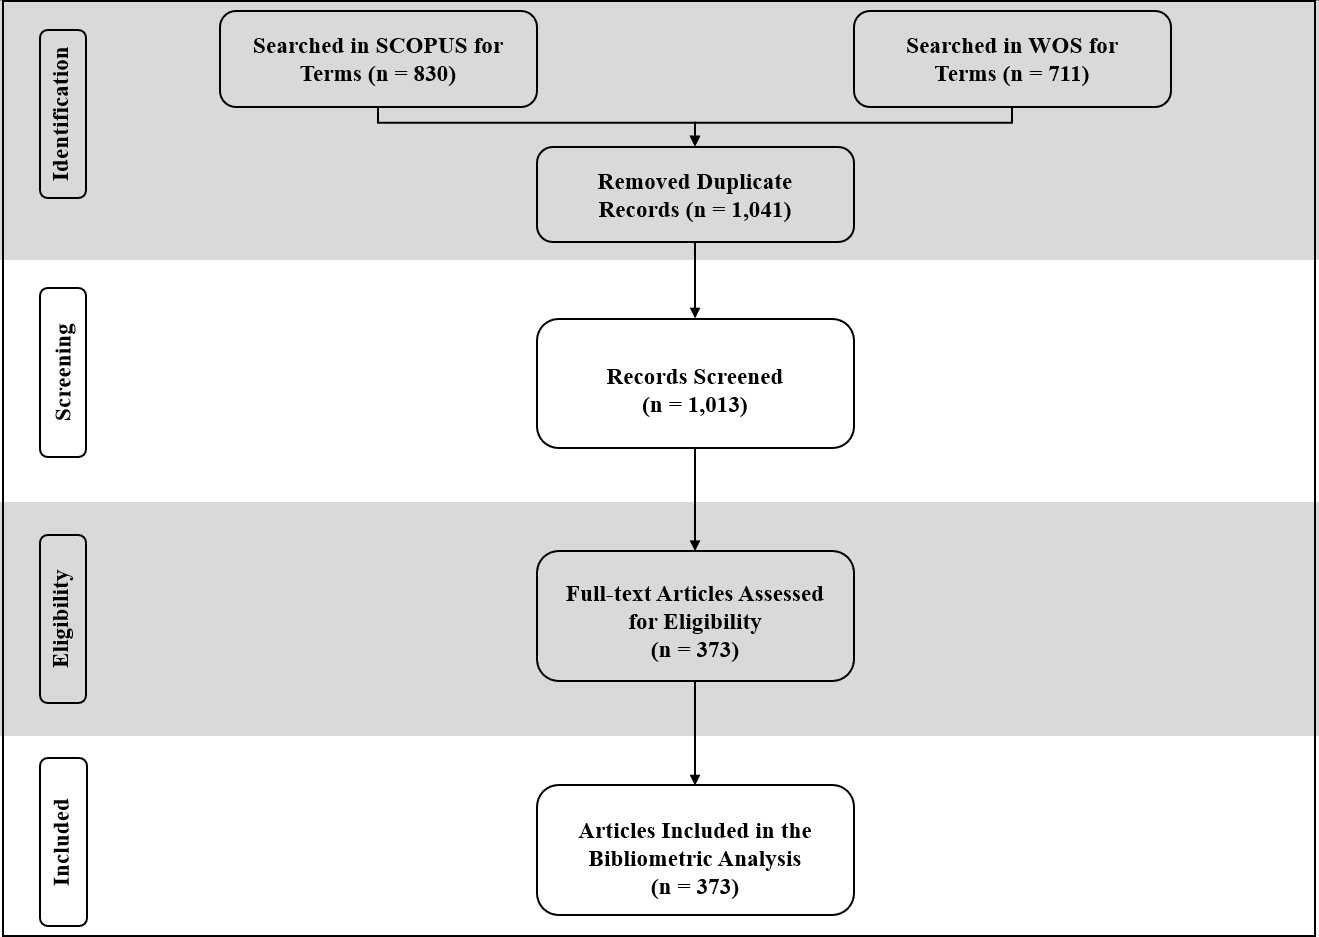 Identification
Searched in SCOPUS for
Terms (n = 830)
Searched in WOS for
Terms (n = 711)
Removed Duplicate
Records (n = 1,041)
Screening
Records Screened
(n = 1,013)
Eligibility
Full-text Articles Assessed
for Eligibility
(n = 373)
Included
Articles Included in the
Bibliometric Analysis
(n = 373)